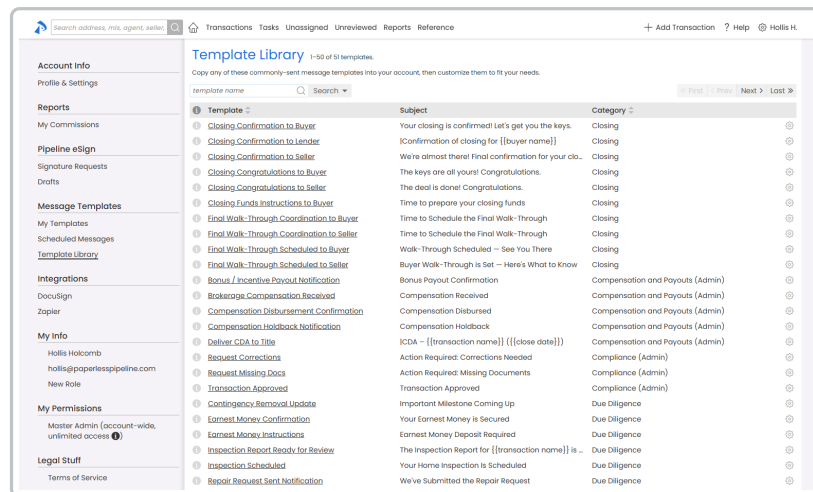 Search address, mls, agent, seller,
Transactions Tasks Unassigned Unreviewed Reports Reference
+ Add Transaction ? Help Hollis H.
Account Info
Profile & Settings
Reports
My Commissions
Pipeline eSign
Signature Requests
Drafts
Message Templates
My Templates
Scheduled Messages
Template Library
Integrations
DocuSign
Zapier
My Info
Hollis Holcomb
hollis@paperlesspipeline.com
New Role
My Permissions
Master Admin (account-wide,
unlimited access i)
Legal Stuff
Terms of Service
Template Library 1-50 of 51 templates.
Copy any of these commonly-sent message templates into your account, then customize them to fit your needs.
template name Search
< First < Prev Next > Last »
Template Subject Category
Closing Confirmation to Buyer Your closing is confirmed! Let's get you the keys. Closing
Closing Confirmation to Lender [Confirmation of closing for {{buyer name}}] Closing
Closing Confirmation to Seller We're almost there! Final confirmation for your clo... Closing
Closing Congratulations to Buyer The keys are all yours! Congratulations. Closing
Closing Congratulations to Seller The deal is done! Congratulations. Closing
Closing Funds Instructions to Buyer Time to prepare your closing funds Closing
Final Walk-Through Coordination to Buyer Time to Schedule the Final Walk-Through Closing
Final Walk-Through Coordination to Seller Time to Schedule the Final Walk-Through Closing
Final Walk-Through Scheduled to Buyer Walk-Through Scheduled — See You There Closing
Final Walk-Through Scheduled to Seller Buyer Walk-Through is Set — Here's What to Know Closing
Bonus / Incentive Payout Notification Bonus Payout Confirmation Compensation and Payouts (Admin)
Brokerage Compensation Received Compensation Received Compensation and Payouts (Admin)
Compensation Disbursement Confirmation Compensation Disbursed Compensation and Payouts (Admin)
Compensation Holdback Notification Compensation Holdback Compensation and Payouts (Admin)
Deliver CDA to Title [CDA – {{transaction name}} ({{close date}}) Compensation and Payouts (Admin)
Request Corrections Action Required: Corrections Needed Compliance (Admin)
Request Missing Docs Action Required: Missing Documents Compliance (Admin)
Transaction Approved Transaction Approved Compliance (Admin)
Contingency Removal Update Important Milestone Coming Up Due Diligence
Earnest Money Confirmation Your Earnest Money is Secured Due Diligence
Earnest Money Instructions Earnest Money Deposit Required Due Diligence
Inspection Report Ready for Review The Inspection Report for {{transaction name}} is ... Due Diligence
Inspection Scheduled Your Home Inspection Is Scheduled Due Diligence
Repair Request Sent Notification We've Submitted the Repair Request Due Diligence